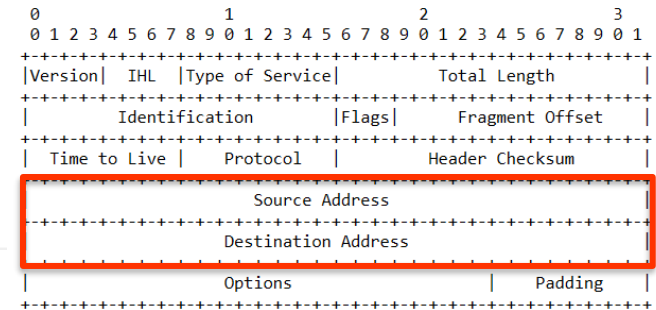 0                   1                   2                   3
0 1 2 3 4 5 6 7 8 9 0 1 2 3 4 5 6 7 8 9 0 1 2 3 4 5 6 7 8 9 0 1
+-+-+-+-+-+-+-+-+-+-+-+-+-+-+-+-+-+-+-+-+-+-+-+-+-+-+-+-+-+-+-+-+
|Version|  IHL  |Type of Service|          Total Length         |
+-+-+-+-+-+-+-+-+-+-+-+-+-+-+-+-+-+-+-+-+-+-+-+-+-+-+-+-+-+-+-+-+
|         Identification        |Flags|      Fragment Offset    |
+-+-+-+-+-+-+-+-+-+-+-+-+-+-+-+-+-+-+-+-+-+-+-+-+-+-+-+-+-+-+-+-+
|  Time to Live |    Protocol   |         Header Checksum       |
+-+-+-+-+-+-+-+-+-+-+-+-+-+-+-+-+-+-+-+-+-+-+-+-+-+-+-+-+-+-+-+-+
|                       Source Address                          |
+-+-+-+-+-+-+-+-+-+-+-+-+-+-+-+-+-+-+-+-+-+-+-+-+-+-+-+-+-+-+-+-+
|                    Destination Address                        |
+-+-+-+-+-+-+-+-+-+-+-+-+-+-+-+-+-+-+-+-+-+-+-+-+-+-+-+-+-+-+-+-+
|                    Options                    |    Padding    |
+-+-+-+-+-+-+-+-+-+-+-+-+-+-+-+-+-+-+-+-+-+-+-+-+-+-+-+-+-+-+-+-+